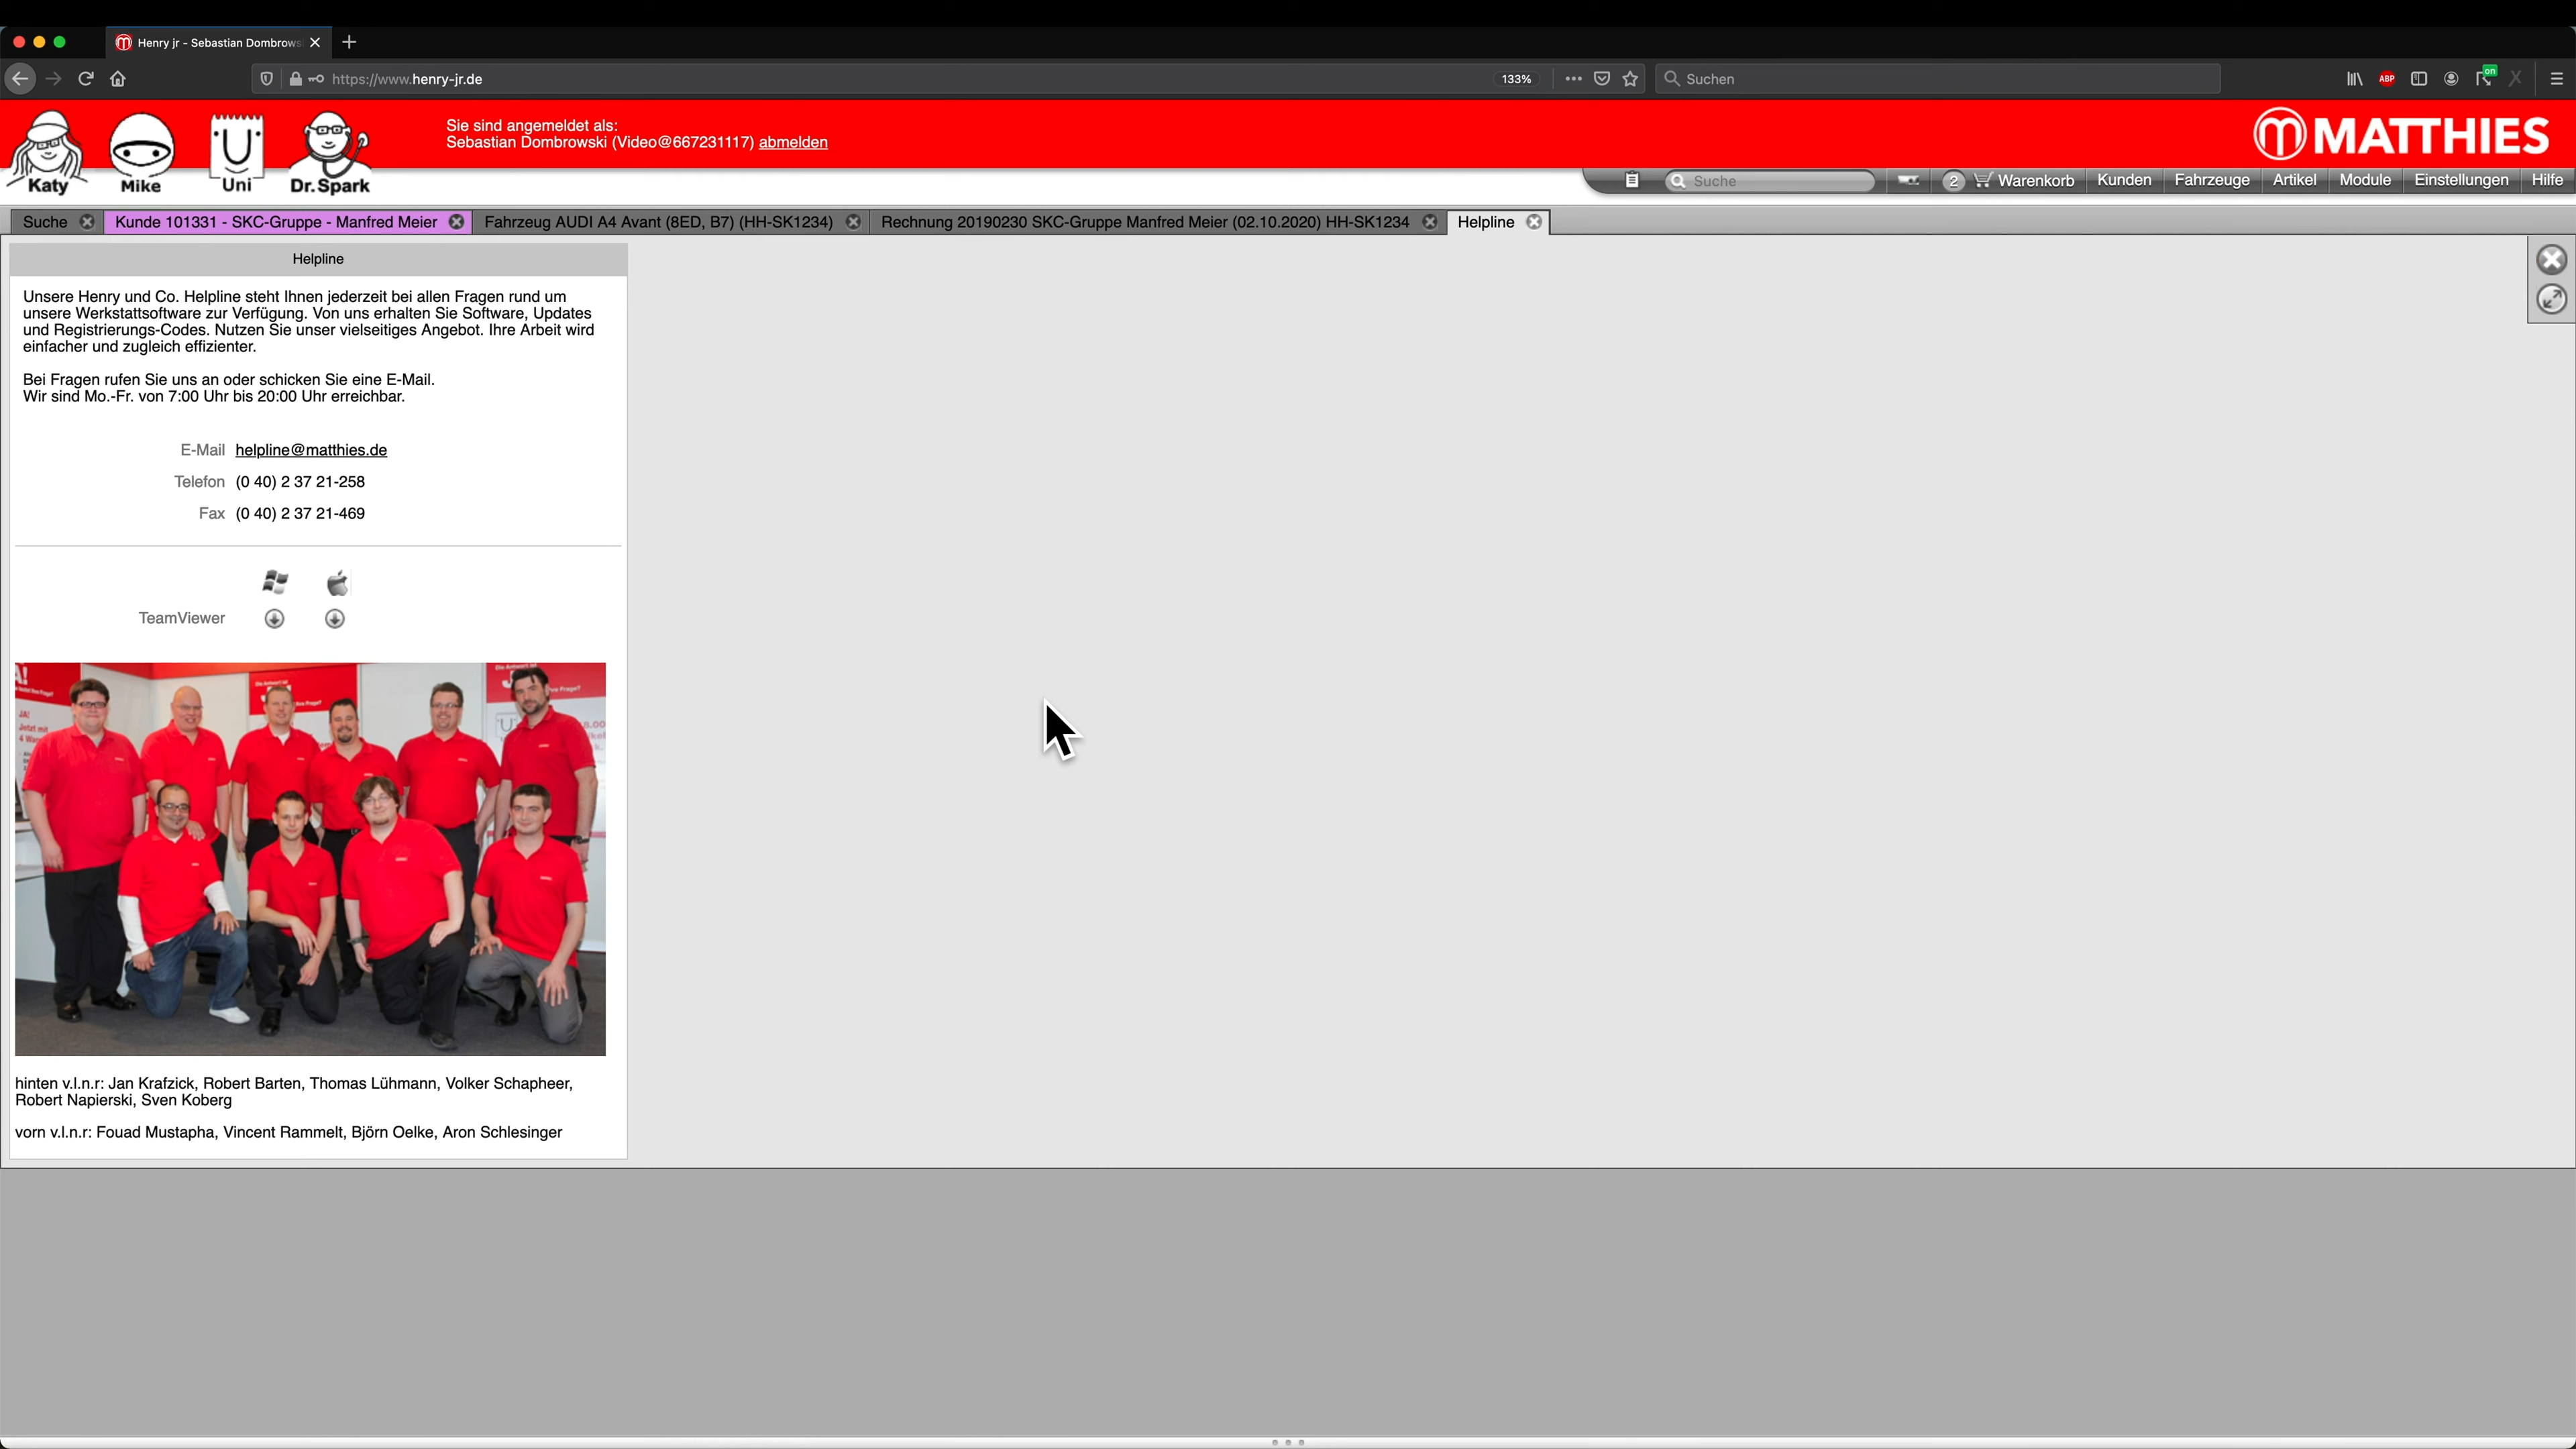 Henry jr - Sebastian Dombrows
https://www.henry-jr.de
133%
Suchen
ABP
on
Katy
Mike
Uni
Dr. Spark
Sie sind angemeldet als:
Sebastian Dombrowski (Video@667231117) abmelden
MATTHIES
Suche
2 Warenkorb
Kunden
Fahrzeuge
Artikel
Module
Einstellungen
Hilfe
Suche
Kunde 101331 - SKC-Gruppe - Manfred Meier
Fahrzeug AUDI A4 Avant (8ED, B7) (HH-SK1234)
Rechnung 20190230 SKC-Gruppe Manfred Meier (02.10.2020) HH-SK1234
Helpline
Helpline
Unsere Henry und Co. Helpline steht Ihnen jederzeit bei allen Fragen rund um
unsere Werkstattsoftware zur Verfügung. Von uns erhalten Sie Software, Updates
und Registrierungs-Codes. Nutzen Sie unser vielseitiges Angebot. Ihre Arbeit wird
einfacher und zugleich effizienter.
Bei Fragen rufen Sie uns an oder schicken Sie eine E-Mail.
Wir sind Mo.-Fr. von 7:00 Uhr bis 20:00 Uhr erreichbar.
E-Mail helpline@matthies.de
Telefon (0 40) 2 37 21-258
Fax (0 40) 2 37 21-469
TeamViewer
JA!
Jetzt mit
hinten v.l.n.r: Jan Krafzick, Robert Barten, Thomas Lühmann, Volker Schapheer,
Robert Napierski, Sven Koberg
vorn v.l.n.r: Fouad Mustapha, Vincent Rammelt, Björn Oelke, Aron Schlesinger